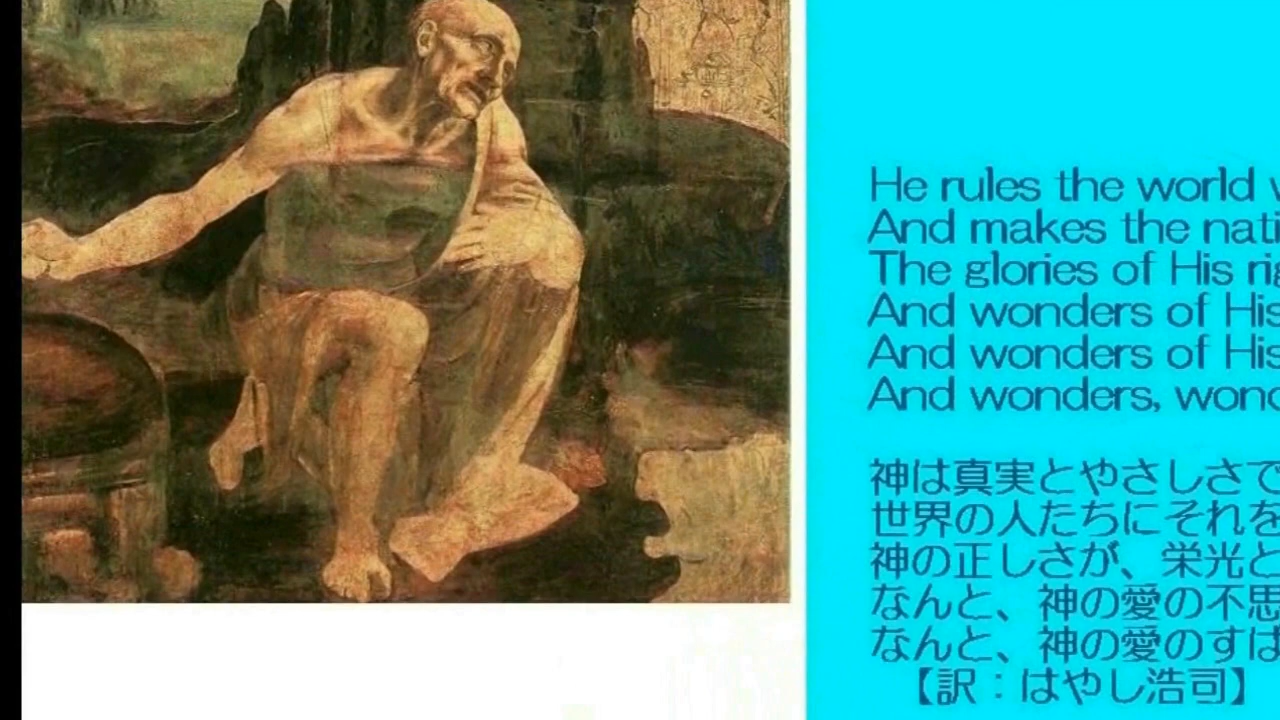 He rules the world
And makes the nati
The glories of His rig
And wonders of His
And wonders of His
And wonders, wond
神は真実とやさしさで
世界の人たちにそれを
神の正しさが、栄光と
なんと、神の愛の不思
なんと、神の愛のすば
【訳：はやし浩司】